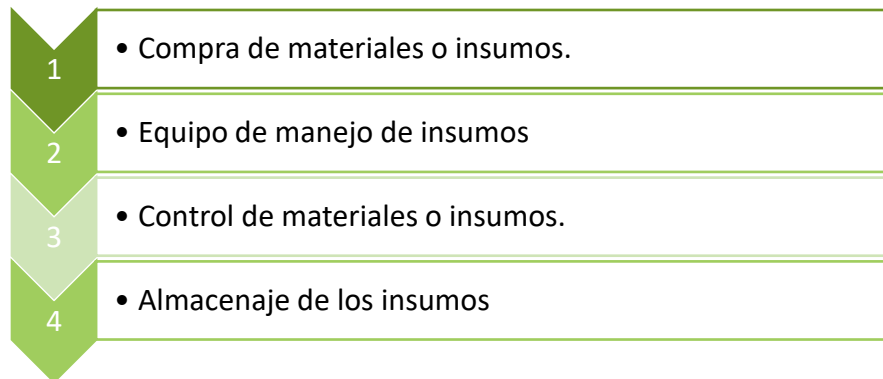 1
• Compra de materiales o insumos.
2
• Equipo de manejo de insumos
3
• Control de materiales o insumos.
4
• Almacenaje de los insumos